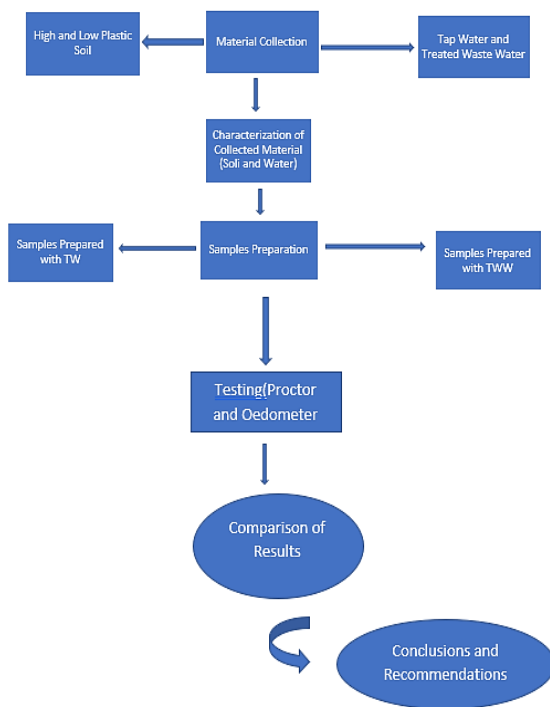 High and Low Plastic
Soil
Material Collection
Tap Water and
Treated Waste Water
Characterization of
Collected Material
(Soli and Water)
Samples Prepared
with TW
Samples Preparation
Samples Prepared
with TWW
Testing(Proctor
and Oedometer
Comparison of
Results
Conclusions and
Recommendations